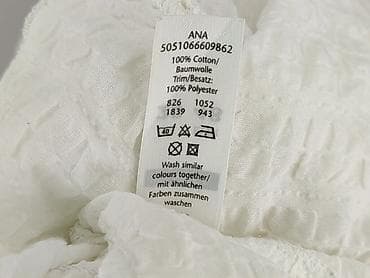 ANA
5051066609862
100% Cotton/
Baumwolle
Trim/Besatz:
100% Polyester
826 1052
1839 943
40
Wash similar
colours together/
mit ähnlichen
Farben zusammen
waschen